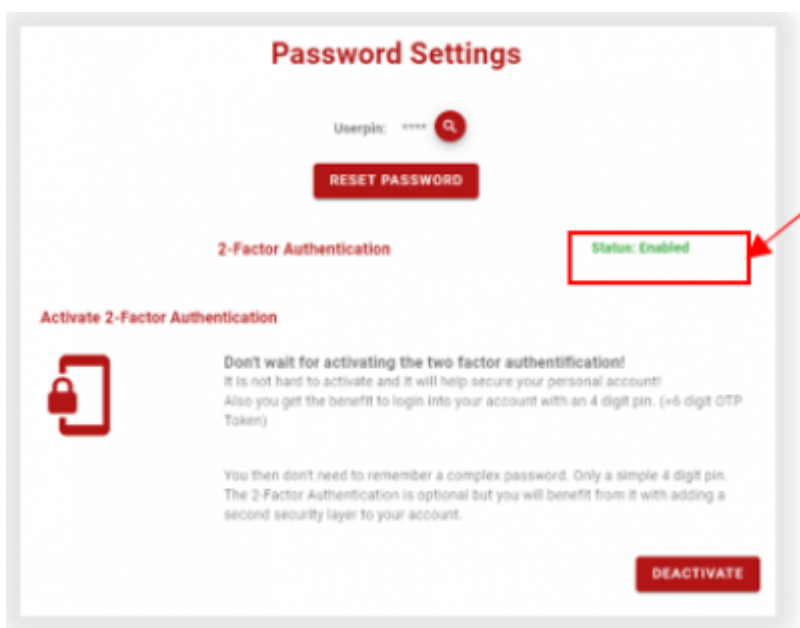 Password Settings
Userpin: ****
RESET PASSWORD
2-Factor Authentication
Status: Enabled
Activate 2-Factor Authentication
Don't wait for activating the two factor authentification!
It is not hard to activate and it will help secure your personal account!
Also you get the benefit to login into your account with an 4 digit pin. (+6 digit OTP
Token)
You then don't need to remember a complex password. Only a simple 4 digit pin.
The 2-Factor Authentication is optional but you will benefit from it with adding a
second security layer to your account.
DEACTIVATE